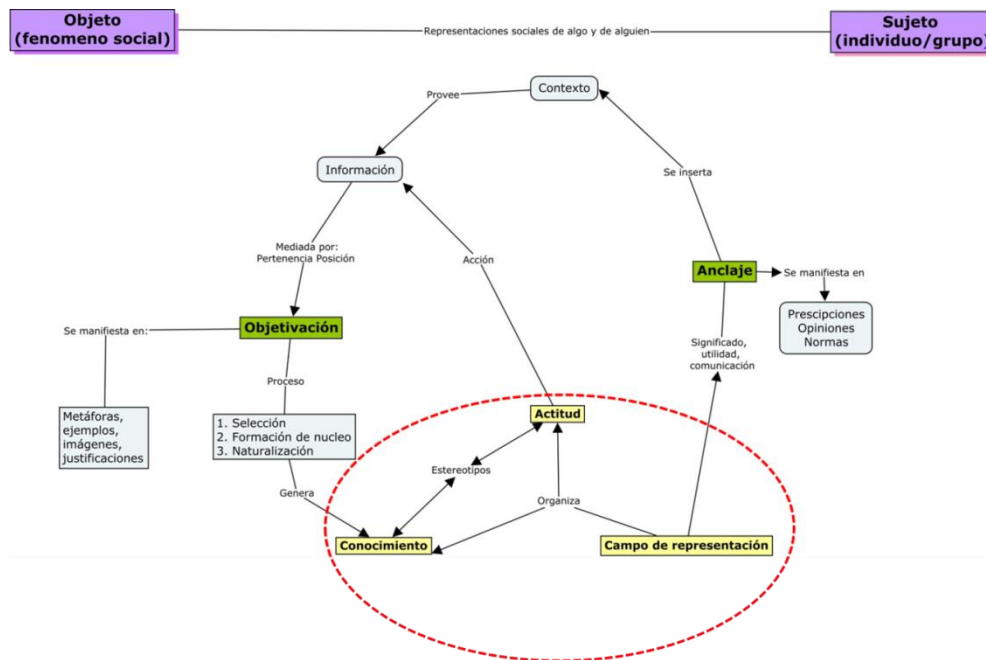 Objeto
(fenomeno social)
Representaciones sociales de algo y de alguien
Sujeto
(individuo/grupo)
Contexto
Provee
Información
Se inserta
Mediada por:
Pertenencia Posición
Acción
Anclaje
Se manifiesta en
Prescipciones
Opiniones
Normas
Objetivación
Se manifiesta en:
Significado,
utilidad,
comunicación
Proceso
Metáforas,
ejemplos,
imágenes,
justificaciones
1. Selección
2. Formación de nucleo
3. Naturalización
Actitud
Estereotipos
Genera
Organiza
Conocimiento
Campo de representación